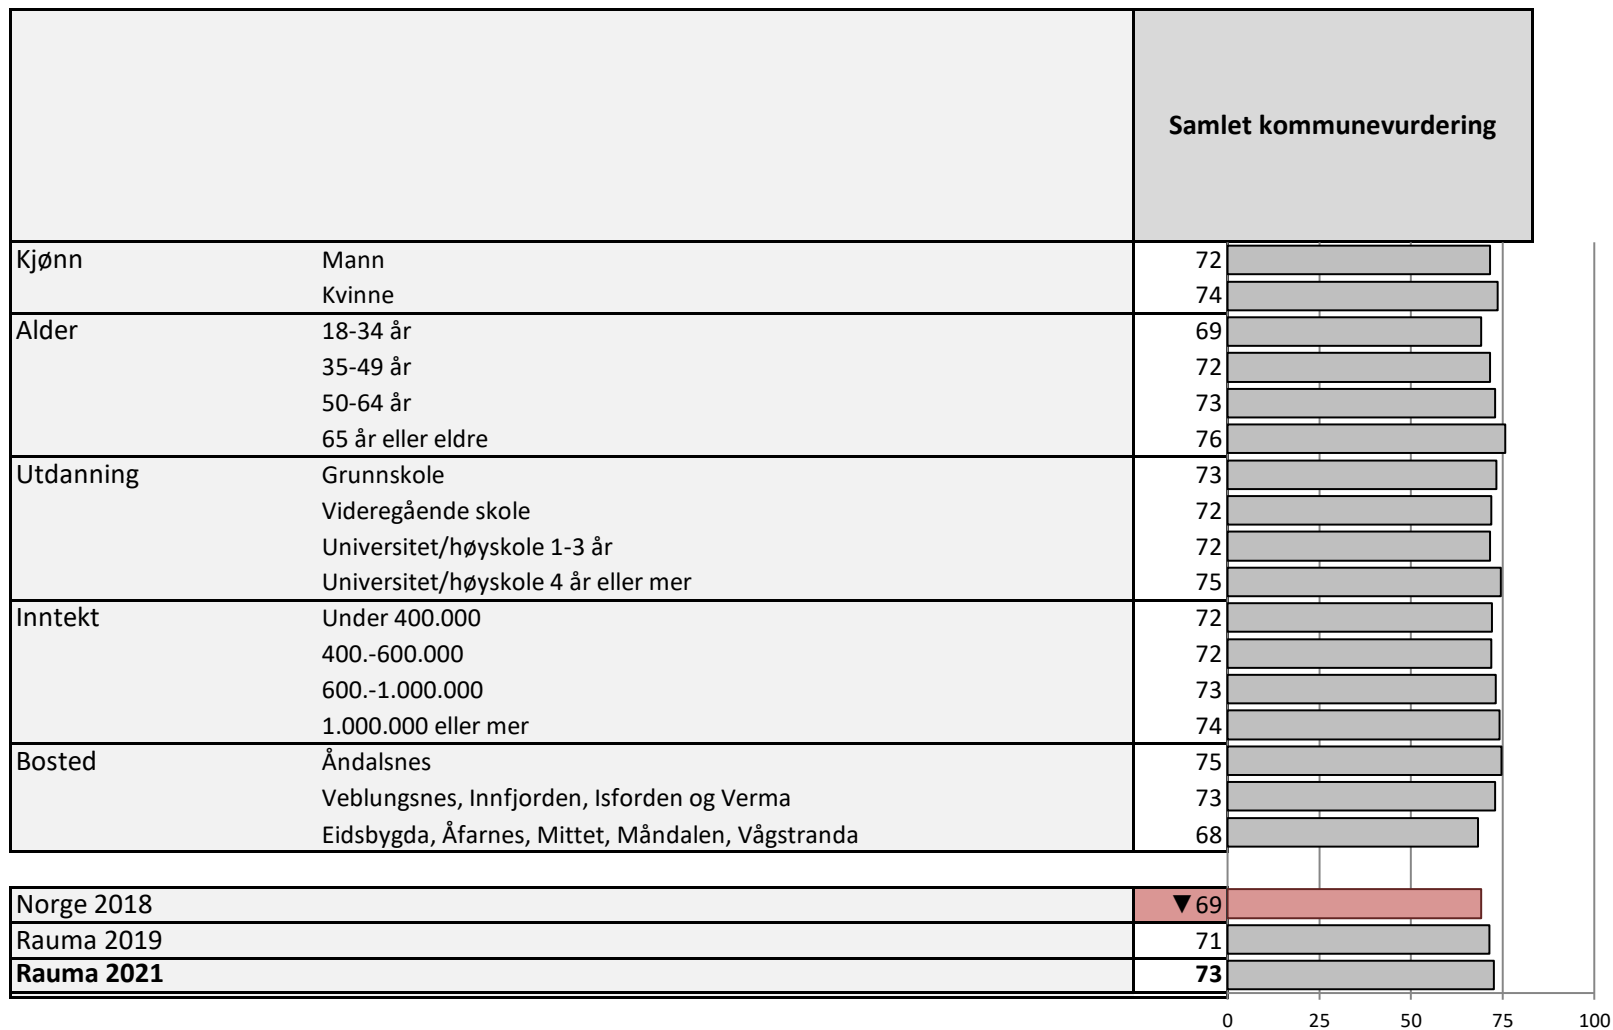 Samlet kommunevurdering
Kjønn Mann 72
Kvinne 74
Alder 18-34 år 69
35-49 år 72
50-64 år 73
65 år eller eldre 76
Utdanning Grunnskole 73
Videregående skole 72
Universitet/høyskole 1-3 år 72
Universitet/høyskole 4 år eller mer 75
Inntekt Under 400.000 72
400.-600.000 72
600.-1.000.000 73
1.000.000 eller mer 74
Bosted Åndalsnes 75
Veblungsnes, Innfjorden, Isforden og Verma 73
Eidsbygda, Åfarnes, Mittet, Måndalen, Vågstranda 68
Norge 2018 ▼69
Rauma 2019 71
Rauma 2021 73
0 25 50 75 100